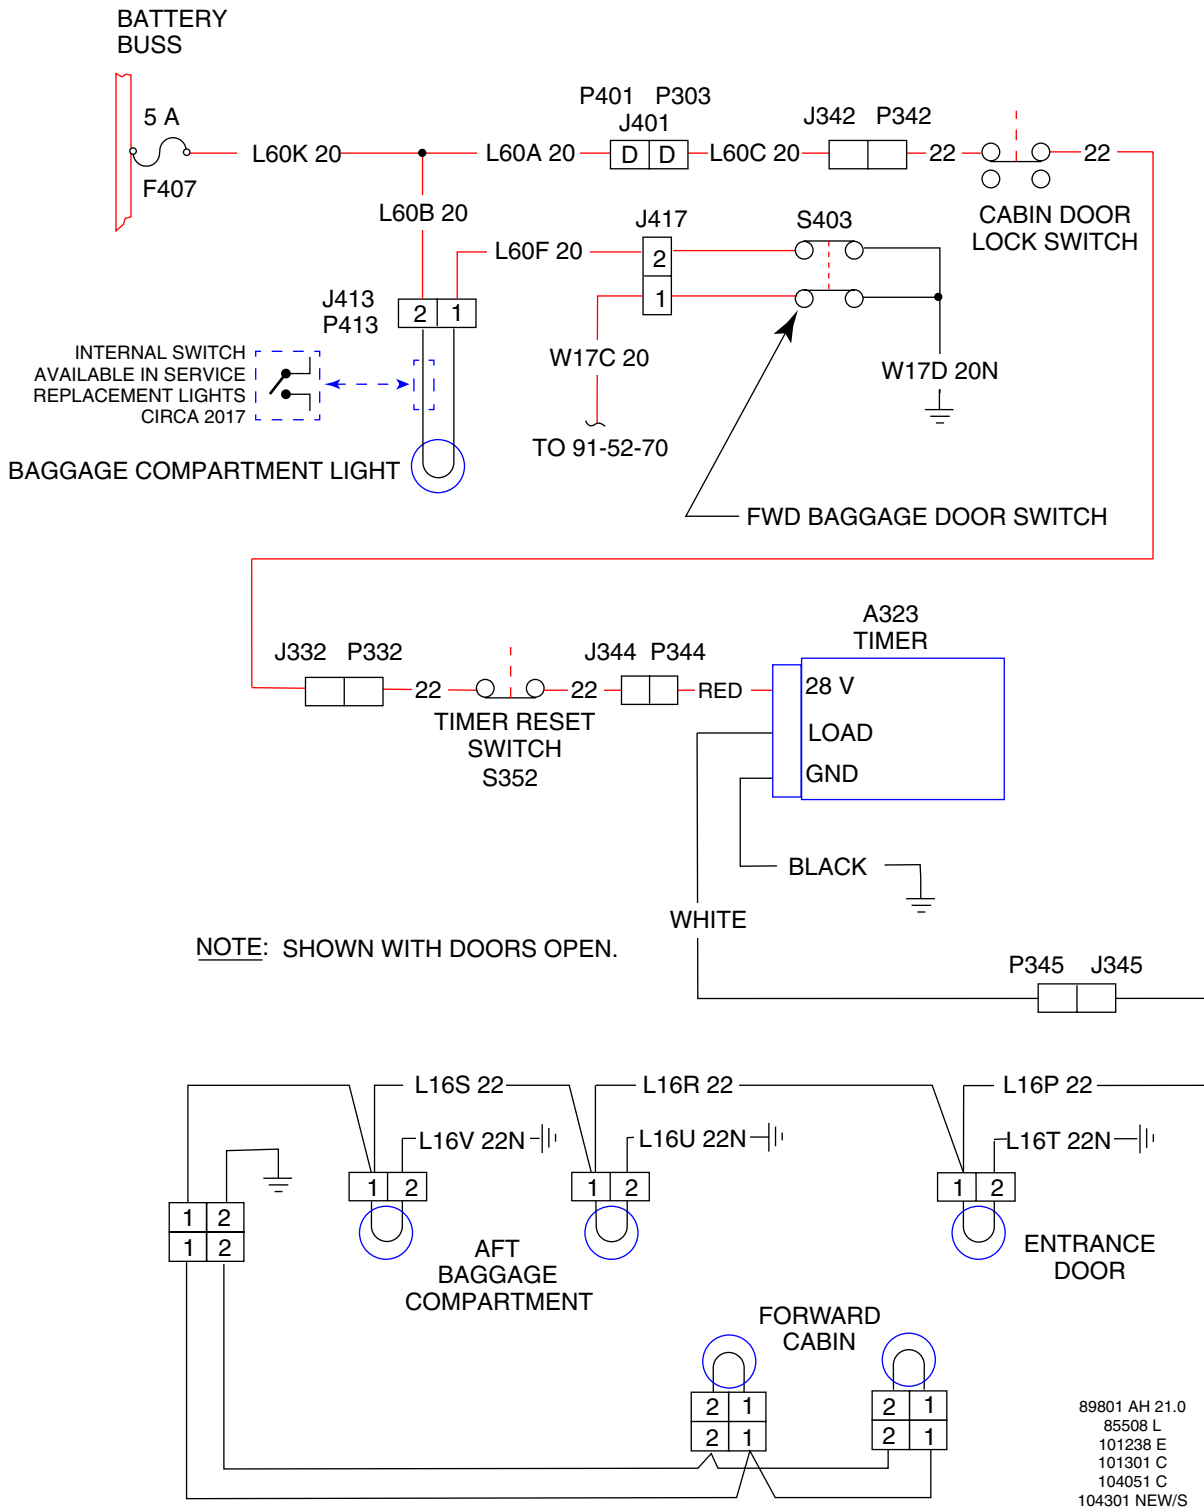 BATTERY
BUSS
5 A
F407
L60K 20
L60A 20
P401 P303
J401
D D
L60C 20
J342 P342
22
22
CABIN DOOR
LOCK SWITCH
L60B 20
L60F 20
J417
2
1
S403
J413
P413
2 1
W17C 20
TO 91-52-70
W17D 20N
INTERNAL SWITCH
AVAILABLE IN SERVICE
REPLACEMENT LIGHTS
CIRCA 2017
BAGGAGE COMPARTMENT LIGHT
FWD BAGGAGE DOOR SWITCH
A323
TIMER
J332 P332
22
22
TIMER RESET
SWITCH
S352
J344 P344
RED
28 V
LOAD
GND
BLACK
WHITE
NOTE: SHOWN WITH DOORS OPEN.
P345 J345
L16S 22
L16R 22
L16P 22
L16V 22N
L16U 22N
L16T 22N
1 2
1 2
1 2
1 2
1 2
AFT
BAGGAGE
COMPARTMENT
ENTRANCE
DOOR
FORWARD
CABIN
2 1
2 1
2 1
2 1
89801 AH 21.0
85508 L
101238 E
101301 C
104051 C
104301 NEW/S